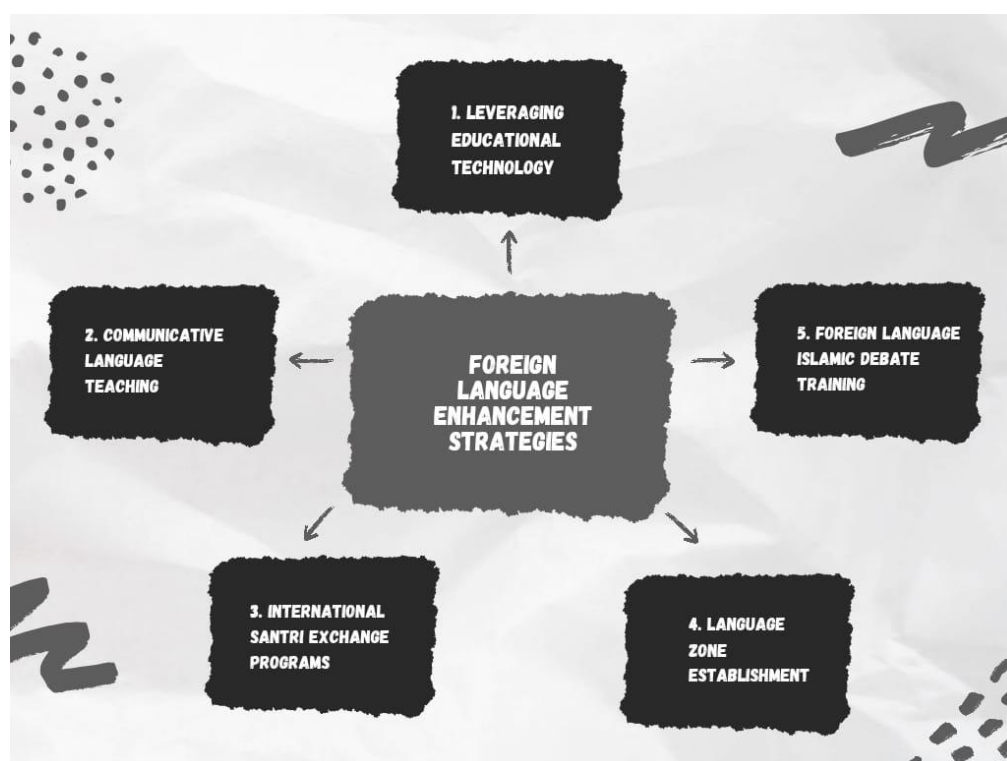 1. LEVERAGING
EDUCATIONAL
TECHNOLOGY
2. COMMUNICATIVE
LANGUAGE
TEACHING
FOREIGN
LANGUAGE
ENHANCEMENT
STRATEGIES
5. FOREIGN LANGUAGE
ISLAMIC DEBATE
TRAINING
3. INTERNATIONAL
SANTRI EXCHANGE
PROGRAMS
4. LANGUAGE
ZONE
ESTABLISHMENT